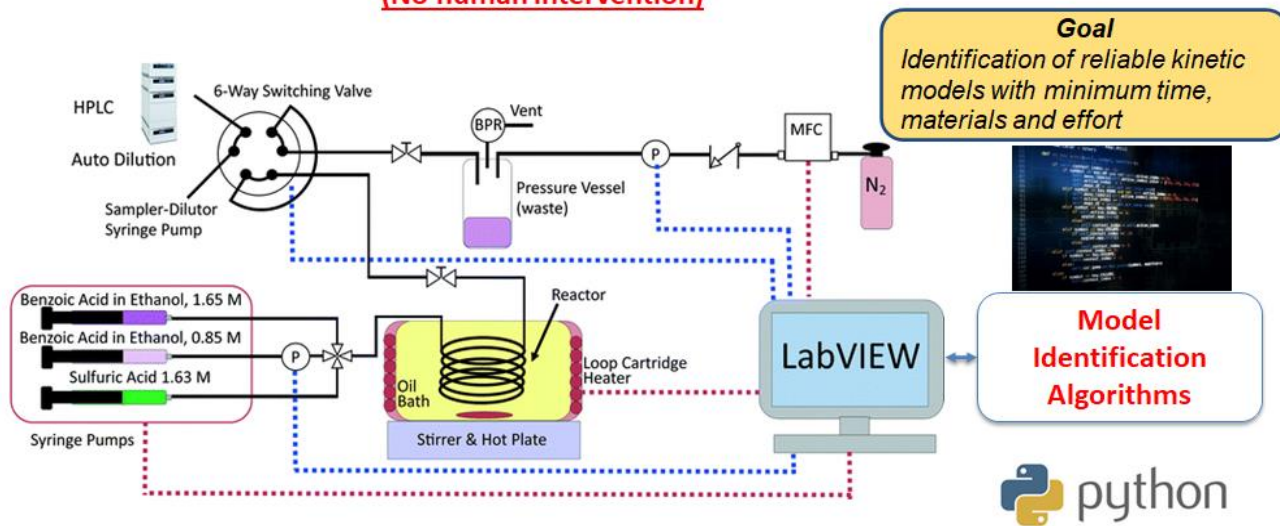 (No human intervention)
Goal
Identification of reliable kinetic
models with minimum time,
materials and effort
HPLC
6-Way Switching Valve
Auto Dilution
Sampler-Dilutor
Syringe Pump
BPR
Vent
Pressure Vessel
(waste)
P
MFC
N2
Benzoic Acid in Ethanol, 1.65 M
Benzoic Acid in Ethanol, 0.85 M
Sulfuric Acid 1.63 M
Syringe Pumps
P
Reactor
Oil
Bath
Loop Cartridge
Heater
Stirrer & Hot Plate
LabVIEW
Model
Identification
Algorithms
python